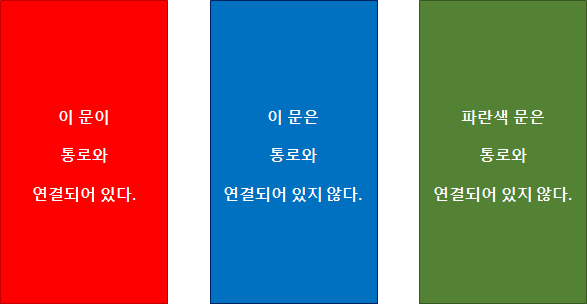 이 문이
통로와
연결되어 있다.
이 문은
통로와
연결되어 있지 않다.
파란색 문은
통로와
연결되어 있지 않다.